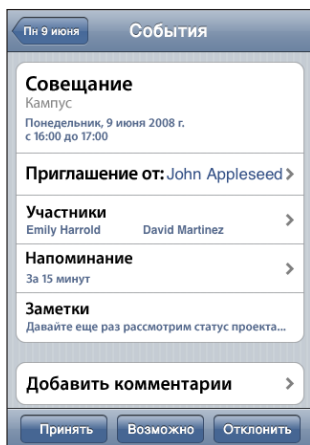 Пн 9 июня
События
Совещание
Кампус
Понедельник, 9 июня 2008 г.
с 16:00 до 17:00
Приглашение от: John Appleseed
Участники
Emily Harrold David Martinez
Напоминание
За 15 минут
Заметки
Давайте еще раз рассмотрим статус проекта...
Добавить комментарии
Принять Возможно Отклонить